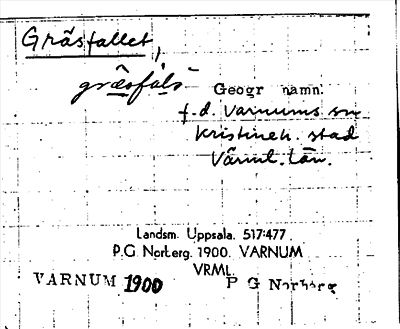 Gräsfallet,
græsfals
Geogr namn.
f.d. Varnums sn
Kristineh. stad
Värml. län.
Landsm. Uppsala. 517:477
P.G. Norberg. 1900. VARNUM
VRML.
VARNUM 1900 P G Norberg